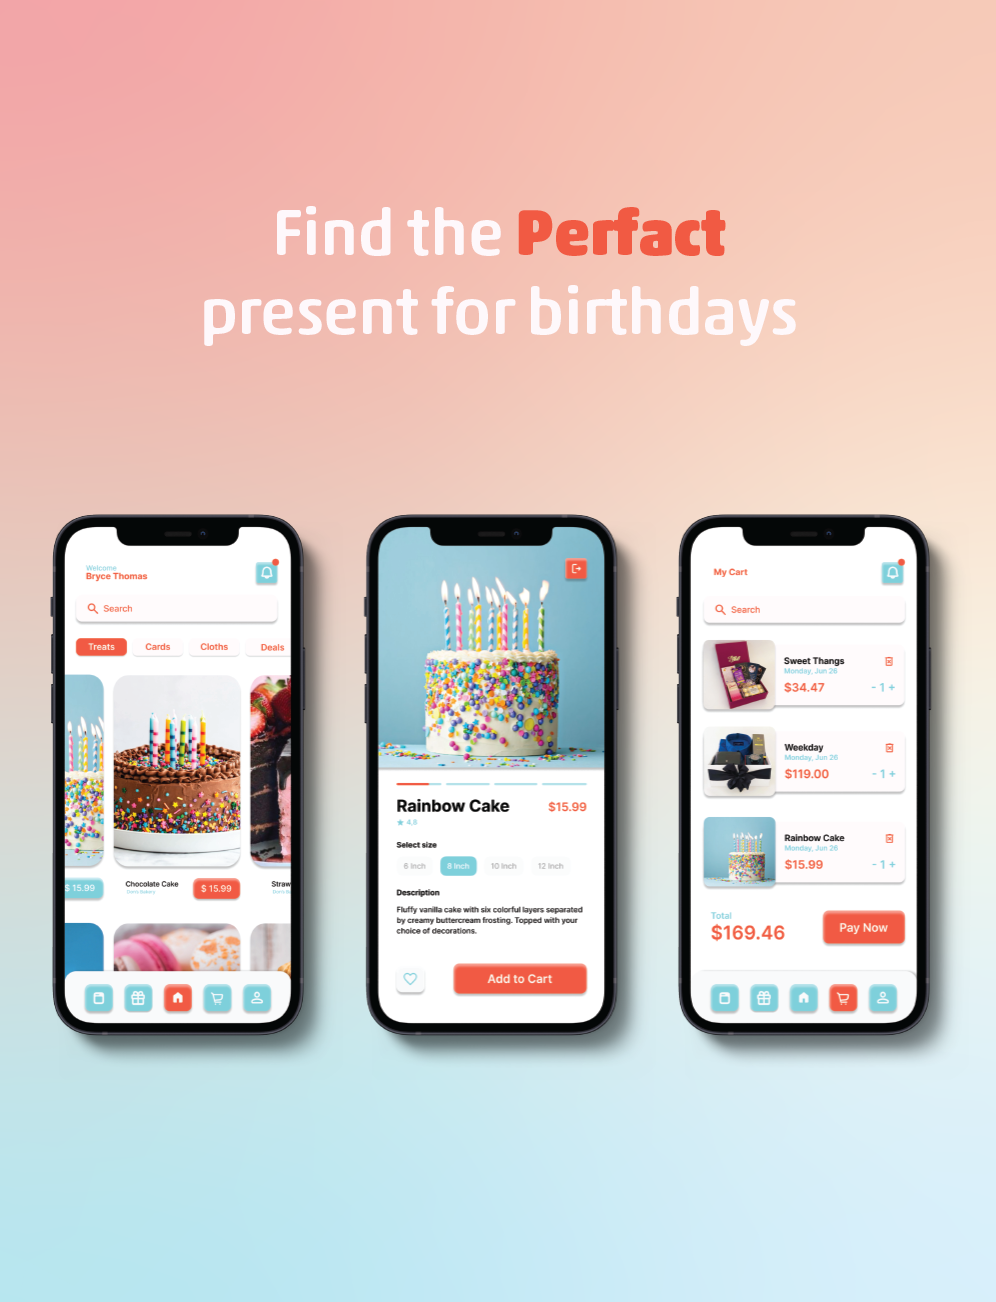 Find the Perfact
present for birthdays
Welcome
Bryce Thomas
Search
Treats
Cards
Cloths
Deals
$ 15.99
Chocolate Cake
$ 15.99
Straw
Rainbow Cake
$15.99
★ 4,8
Select size
6 Inch
8 Inch
10 Inch
12 Inch
Description
Fluffy vanilla cake with six colorful layers separated
by creamy buttercream frosting. Topped with your
choice of decorations.
Add to Cart
My Cart
Search
Sweet Thangs
Monday, Jun 26
$34.47
- 1 +
Weekday
Monday, Jun 26
$119.00
- 1 +
Rainbow Cake
Monday, Jun 26
$15.99
- 1 +
Total
$169.46
Pay Now